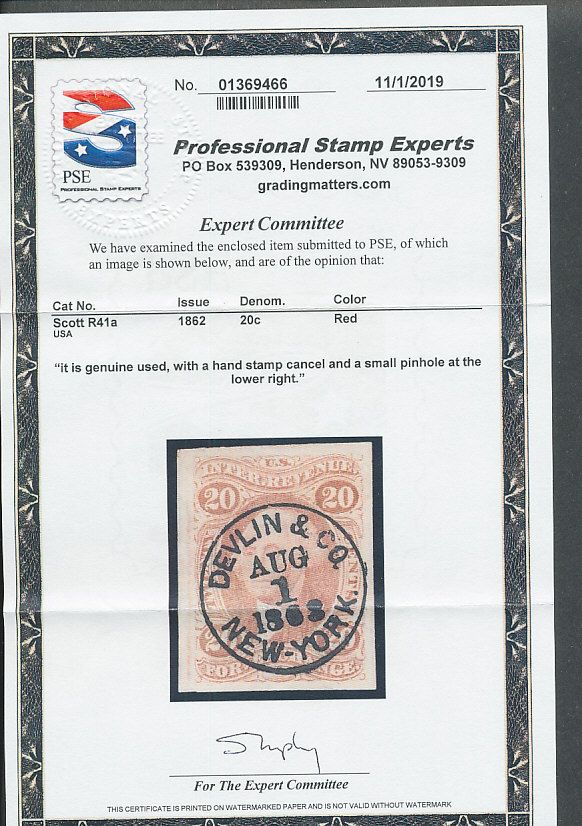 No. 01369466 11/1/2019
PSE
PROFESSIONAL STAMP EXPERTS
EXPERTS
Professional Stamp Experts
PO Box 539309, Henderson, NV 89053-9309
gradingmatters.com
Expert Committee
We have examined the enclosed item submitted to PSE, of which
an image is shown below, and are of the opinion that:
Cat No. Issue Denom. Color
Scott R41a 1862 20c Red
USA
“it is genuine used, with a hand stamp cancel and a small pinhole at the
lower right.”
U.S.
INTER. REVENUE.
20 20
DEVLIN & CO.
AUG
1
1863
NEW-YORK.
For The Expert Committee
THIS CERTIFICATE IS PRINTED ON WATERMARKED PAPER AND IS NOT VALID WITHOUT WATERMARK